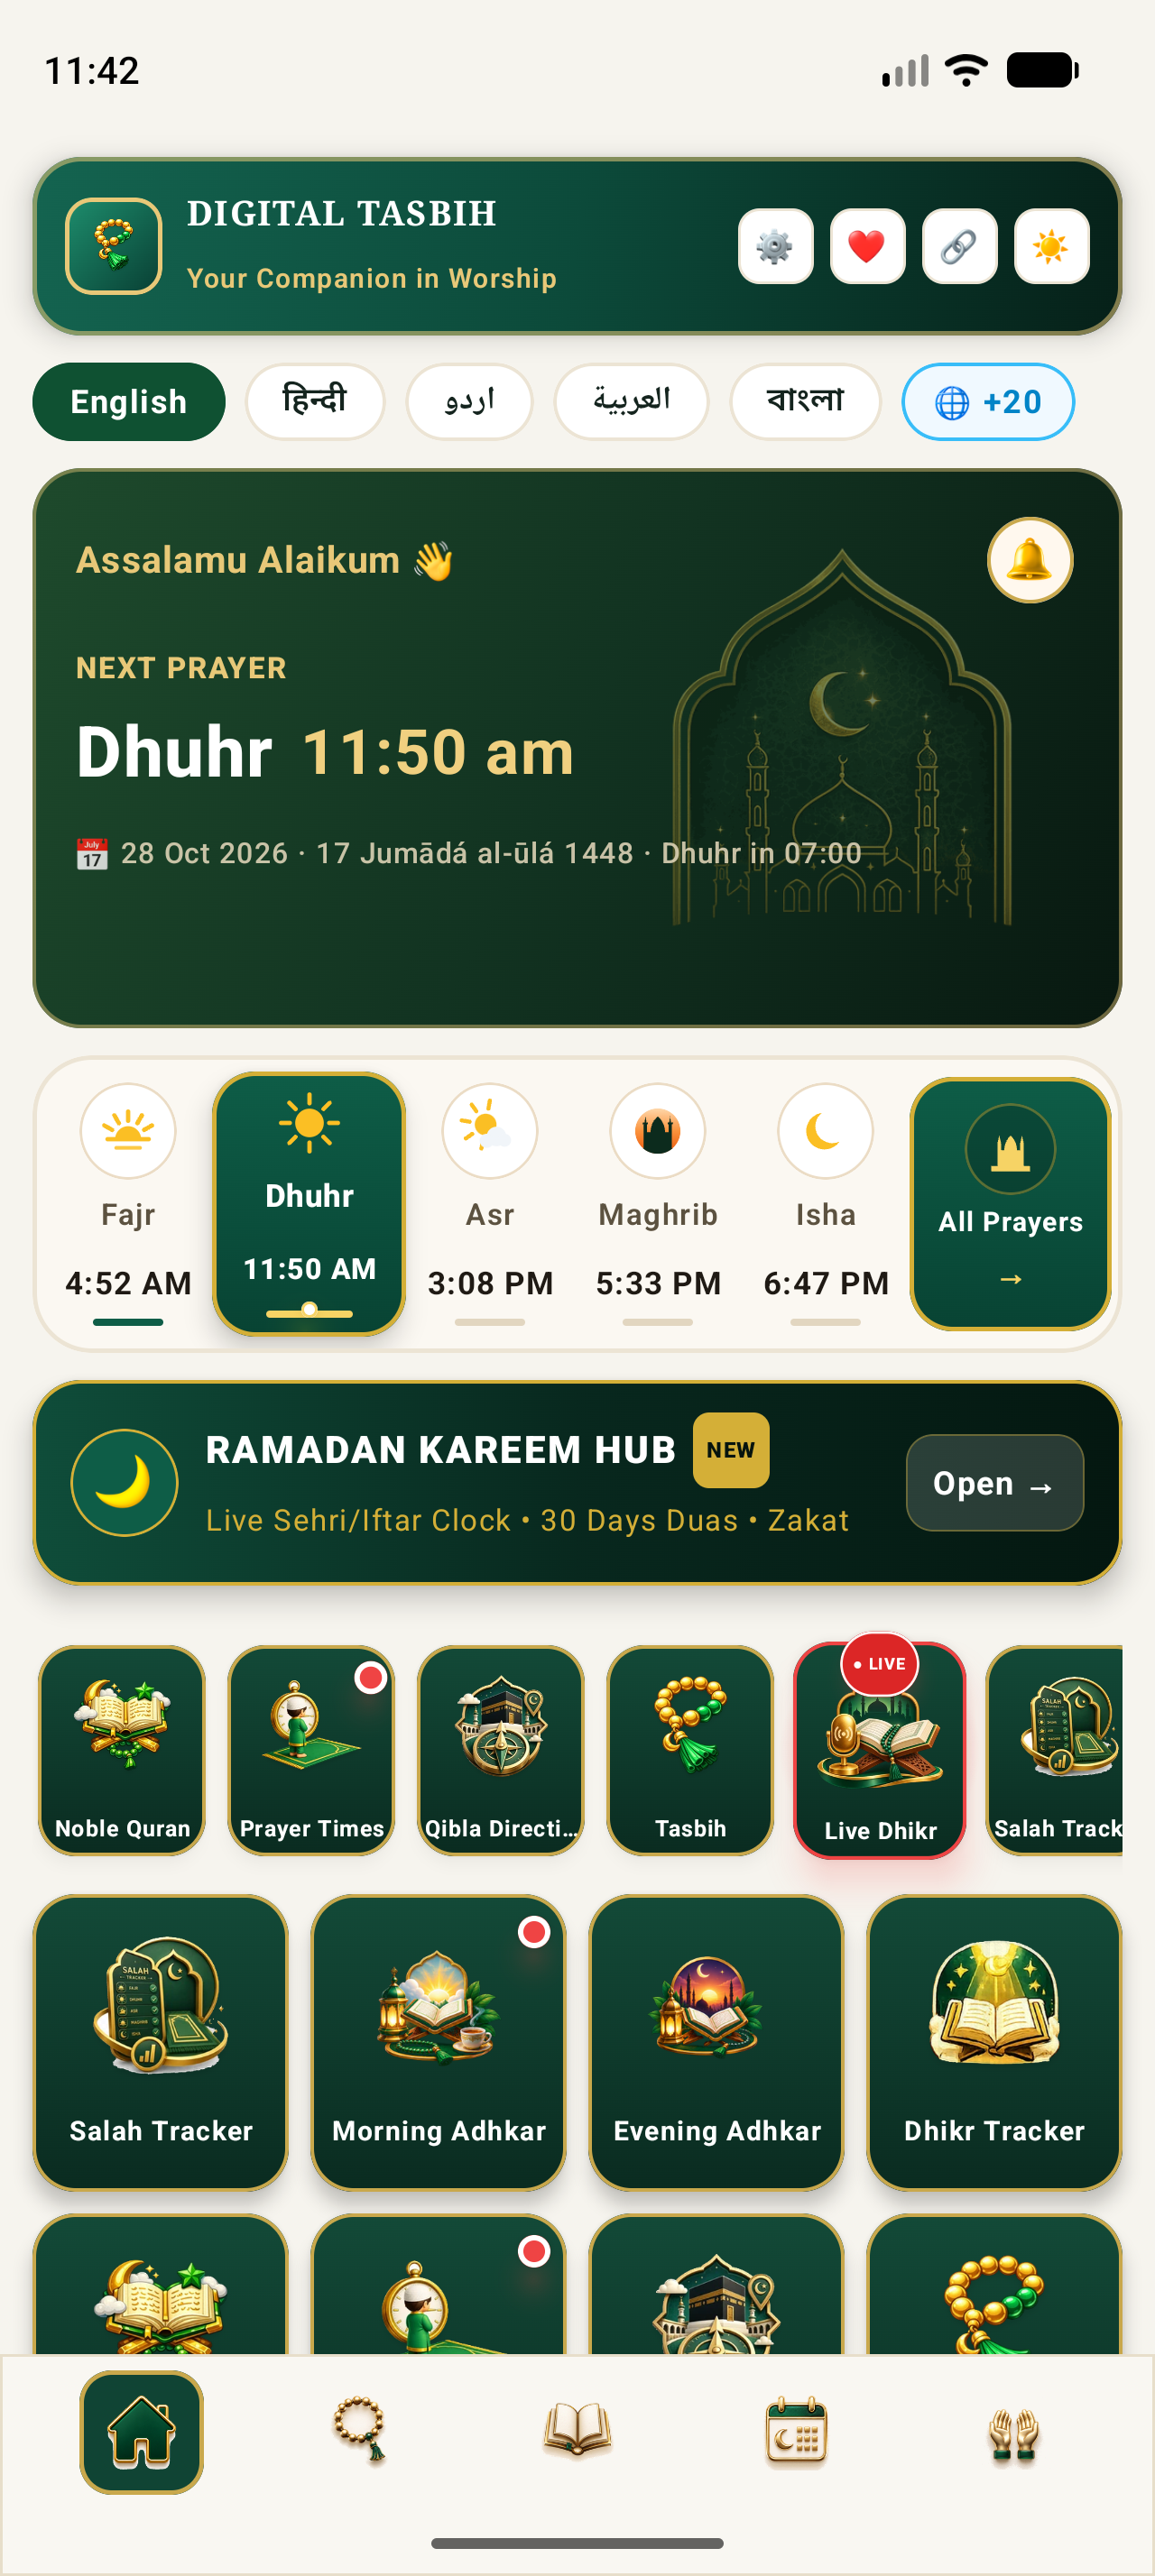 11:42
DIGITAL TASBIH
Your Companion in Worship
English
हिन्दी
اردو
العربية
বাংলা
+20
Assalamu Alaikum
NEXT PRAYER
Dhuhr 11:50 am
28 Oct 2026 · 17 Jumādá al-ūlá 1448 · Dhuhr in 07:00
Fajr
4:52 AM
Dhuhr
11:50 AM
Asr
3:08 PM
Maghrib
5:33 PM
Isha
6:47 PM
All Prayers
→
RAMADAN KAREEM HUB NEW
Live Sehri/Iftar Clock • 30 Days Duas • Zakat
Open →
Noble Quran
Prayer Times
Qibla Directi...
Tasbih
• LIVE
Live Dhikr
Salah Track
Salah Tracker
Morning Adhkar
Evening Adhkar
Dhikr Tracker